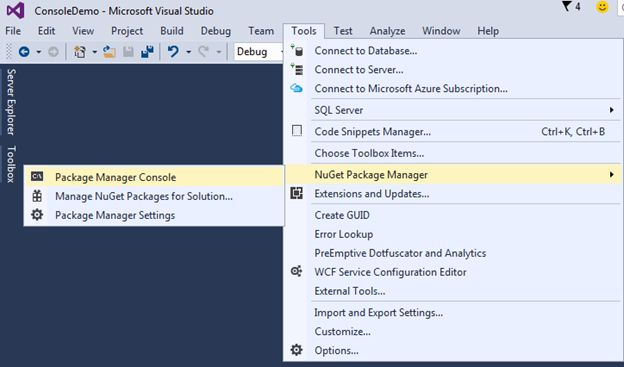 ConsoleDemo - Microsoft Visual Studio
4
File Edit View Project Build Debug Team Tools Test Analyze Window Help
Debug
Server Explorer
Toolbox
Connect to Database...
Connect to Server...
Connect to Microsoft Azure Subscription...
SQL Server
Code Snippets Manager... Ctrl+K, Ctrl+B
Choose Toolbox Items...
NuGet Package Manager
Extensions and Updates...
Create GUID
Error Lookup
PreEmptive Dotfuscator and Analytics
WCF Service Configuration Editor
External Tools...
Import and Export Settings...
Customize...
Options...
C:\
Package Manager Console
Manage NuGet Packages for Solution...
Package Manager Settings